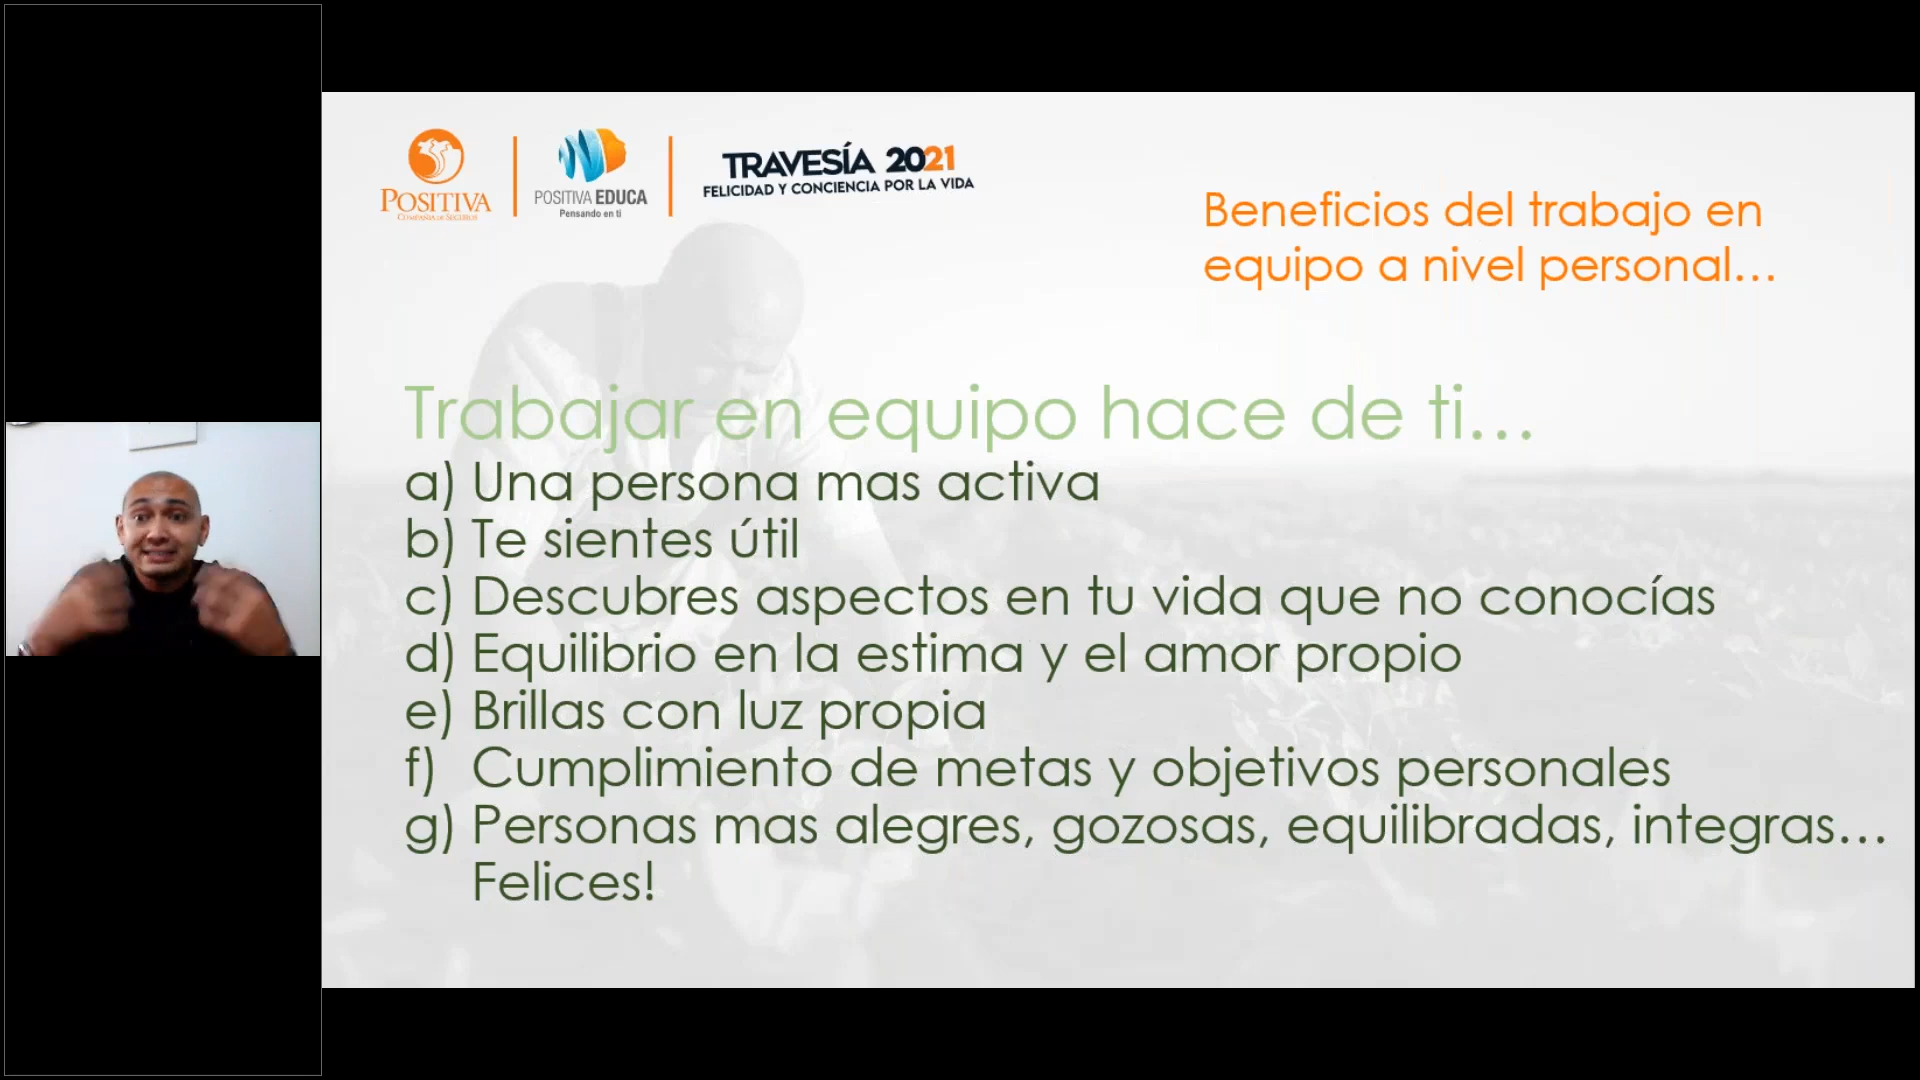 POSITIVA
COMPAÑÍA DE SEGUROS
POSITIVA EDUCA
Pensando en ti
TRAVESÍA 2021
FELICIDAD Y CONCIENCIA POR LA VIDA
Beneficios del trabajo en
equipo a nivel personal...
Trabajar en equipo hace de ti...
a) Una persona mas activa
b) Te sientes útil
c) Descubres aspectos en tu vida que no conocías
d) Equilibrio en la estima y el amor propio
e) Brillas con luz propia
f) Cumplimiento de metas y objetivos personales
g) Personas mas alegres, gozosas, equilibradas, integras...
Felices!